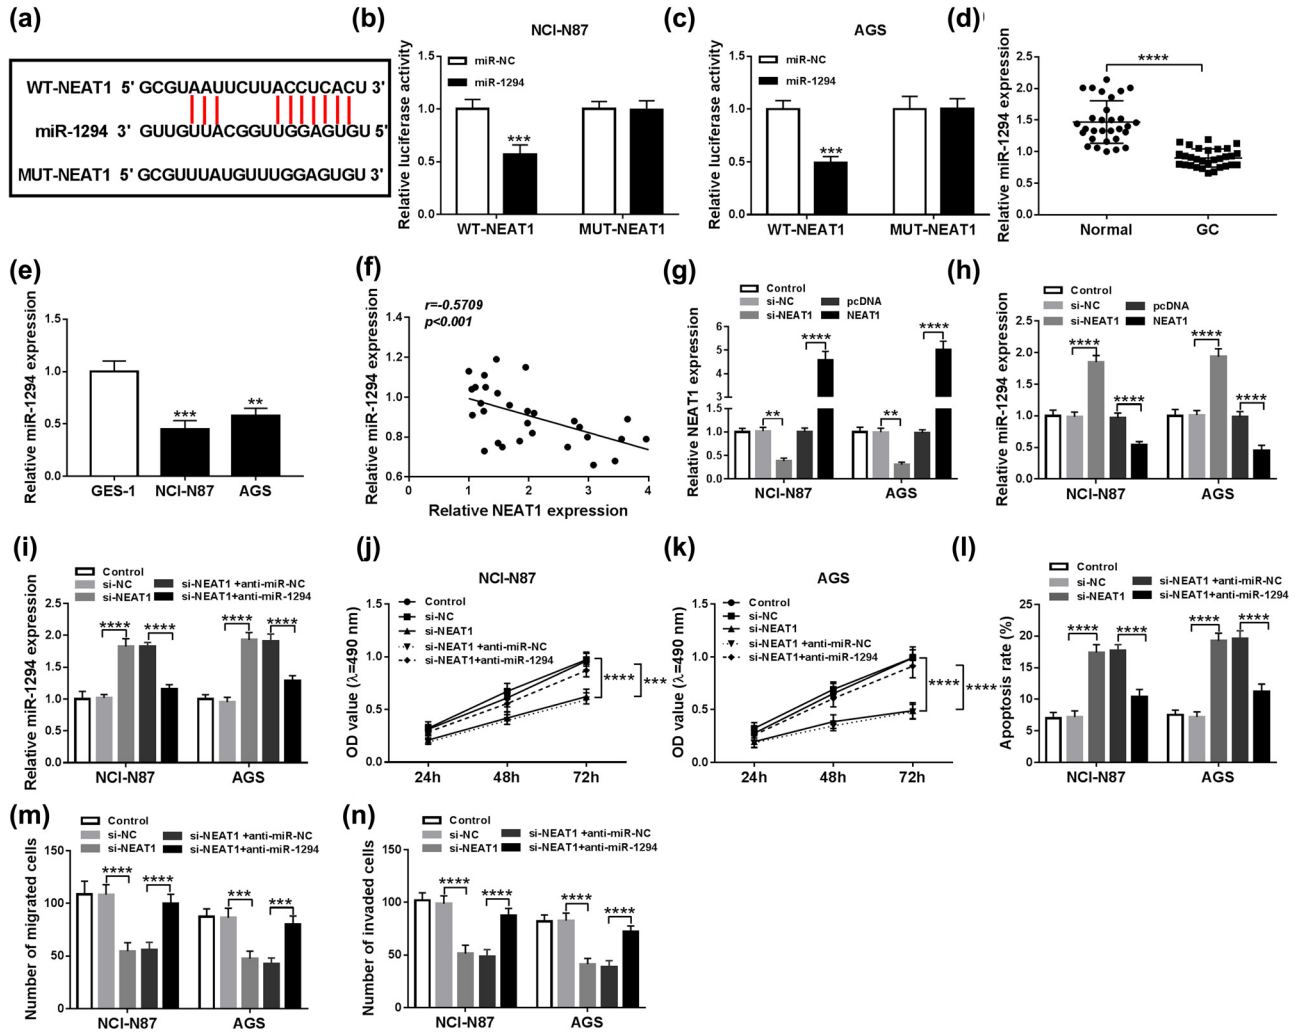 (a)
WT-NEAT1 5' GCGUAAUUCUUACCUCACU 3'
miR-1294 3' GUUGUUACGGUUGGAGUGU 5'
MUT-NEAT1 5' GCGUUUAUGUUUGGAGUGU 3'
(b)
NCI-N87
Relative luciferase activity
1.5
1.0
0.5
0.0
miR-NC
miR-1294
***
WT-NEAT1 MUT-NEAT1
(c)
AGS
Relative luciferase activity
1.5
1.0
0.5
0.0
miR-NC
miR-1294
***
WT-NEAT1 MUT-NEAT1
(d)
Relative miR-1294 expression
2.5
2.0
1.5
1.0
0.5
0.0
****
Normal GC
(e)
Relative miR-1294 expression
1.5
1.0
0.5
0.0
*** **
GES-1 NCI-N87 AGS
(f)
Relative miR-1294 expression
1.4
1.2
1.0
0.8
0.6
r=-0.5709
p<0.001
0 1 2 3 4
Relative NEAT1 expression
(g)
Control
si-NC pcDNA
si-NEAT1 NEAT1
Relative NEAT1 expression
6
5
4
3
1.5
1.0
0.5
0.0
** **** ** ****
NCI-N87 AGS
(h)
Control
si-NC pcDNA
si-NEAT1 NEAT1
Relative miR-1294 expression
2.5
2.0
1.5
1.0
0.5
0.0
**** **** **** ****
NCI-N87 AGS
(i)
Control
si-NC si-NEAT1 +anti-miR-NC
si-NEAT1 si-NEAT1+anti-miR-1294
Relative miR-1294 expression
2.5
2.0
1.5
1.0
0.5
0.0
**** **** **** ****
NCI-N87 AGS
(j)
NCI-N87
OD value (λ=490 nm)
1.5
1.0
0.5
0.0
Control
si-NC
si-NEAT1
si-NEAT1 +anti-miR-NC
si-NEAT1+anti-miR-1294
**** ***
24h 48h 72h
(k)
AGS
OD value (λ=490 nm)
1.5
1.0
0.5
0.0
Control
si-NC
si-NEAT1
si-NEAT1 +anti-miR-NC
si-NEAT1+anti-miR-1294
**** ****
24h 48h 72h
(l)
Control
si-NC si-NEAT1 +anti-miR-NC
si-NEAT1 si-NEAT1+anti-miR-1294
Apoptosis rate (%)
25
20
15
10
5
0
**** **** **** ****
NCI-N87 AGS
(m)
Control
si-NC si-NEAT1 +anti-miR-NC
si-NEAT1 si-NEAT1+anti-miR-1294
Number of migrated cells
150
100
50
0
**** **** *** ***
NCI-N87 AGS
(n)
Control
si-NC si-NEAT1 +anti-miR-NC
si-NEAT1 si-NEAT1+anti-miR-1294
Number of invaded cells
150
100
50
0
**** **** **** ****
NCI-N87 AGS